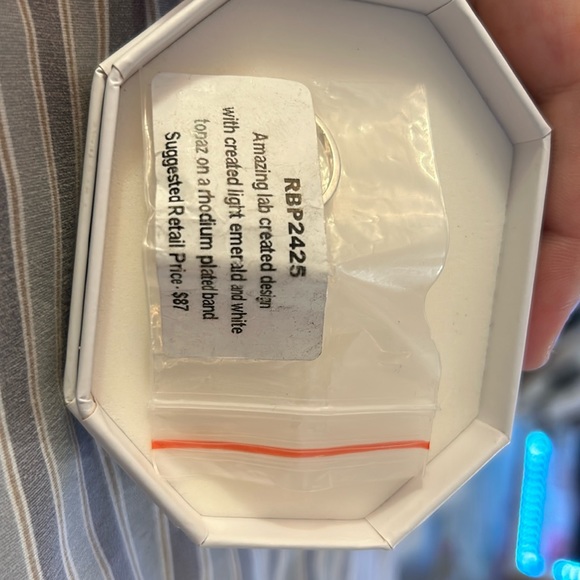 RBP2425
Amazing lab created design
with created light emerald and white
topaz on a rhodium plated band
Suggested Retail Price - $87